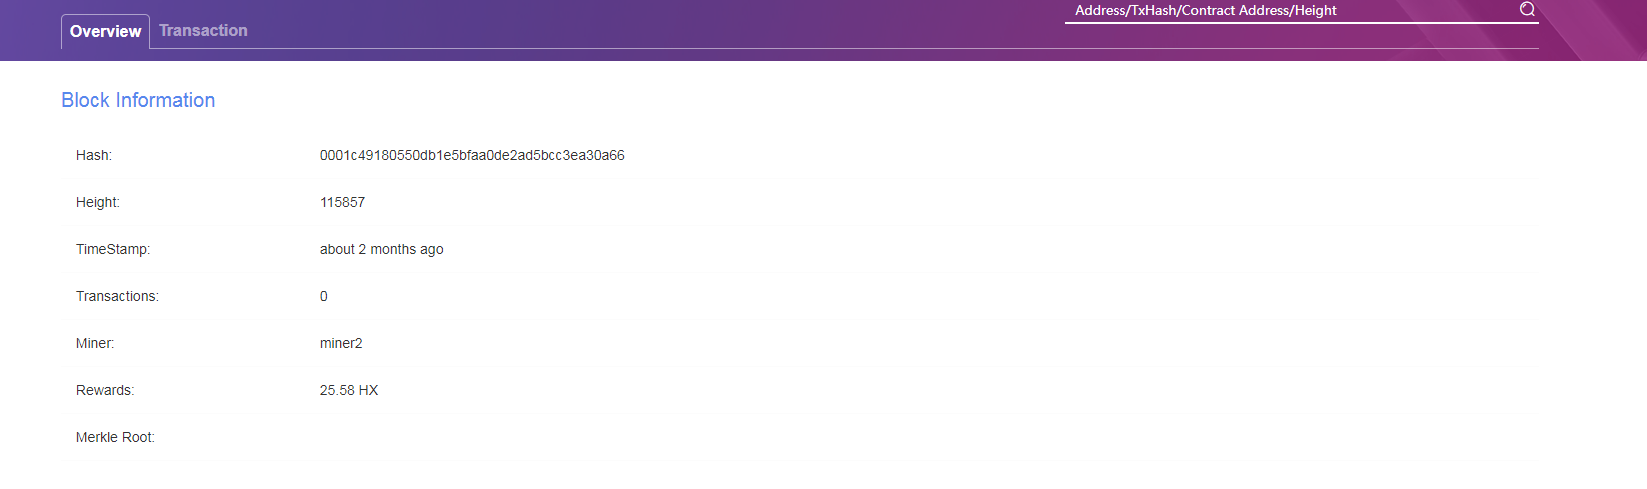 Address/TxHash/Contract Address/Height
Overview Transaction
Block Information
Hash: 0001c49180550db1e5bfaa0de2ad5bcc3ea30a66
Height: 115857
TimeStamp: about 2 months ago
Transactions: 0
Miner: miner2
Rewards: 25.58 HX
Merkle Root: